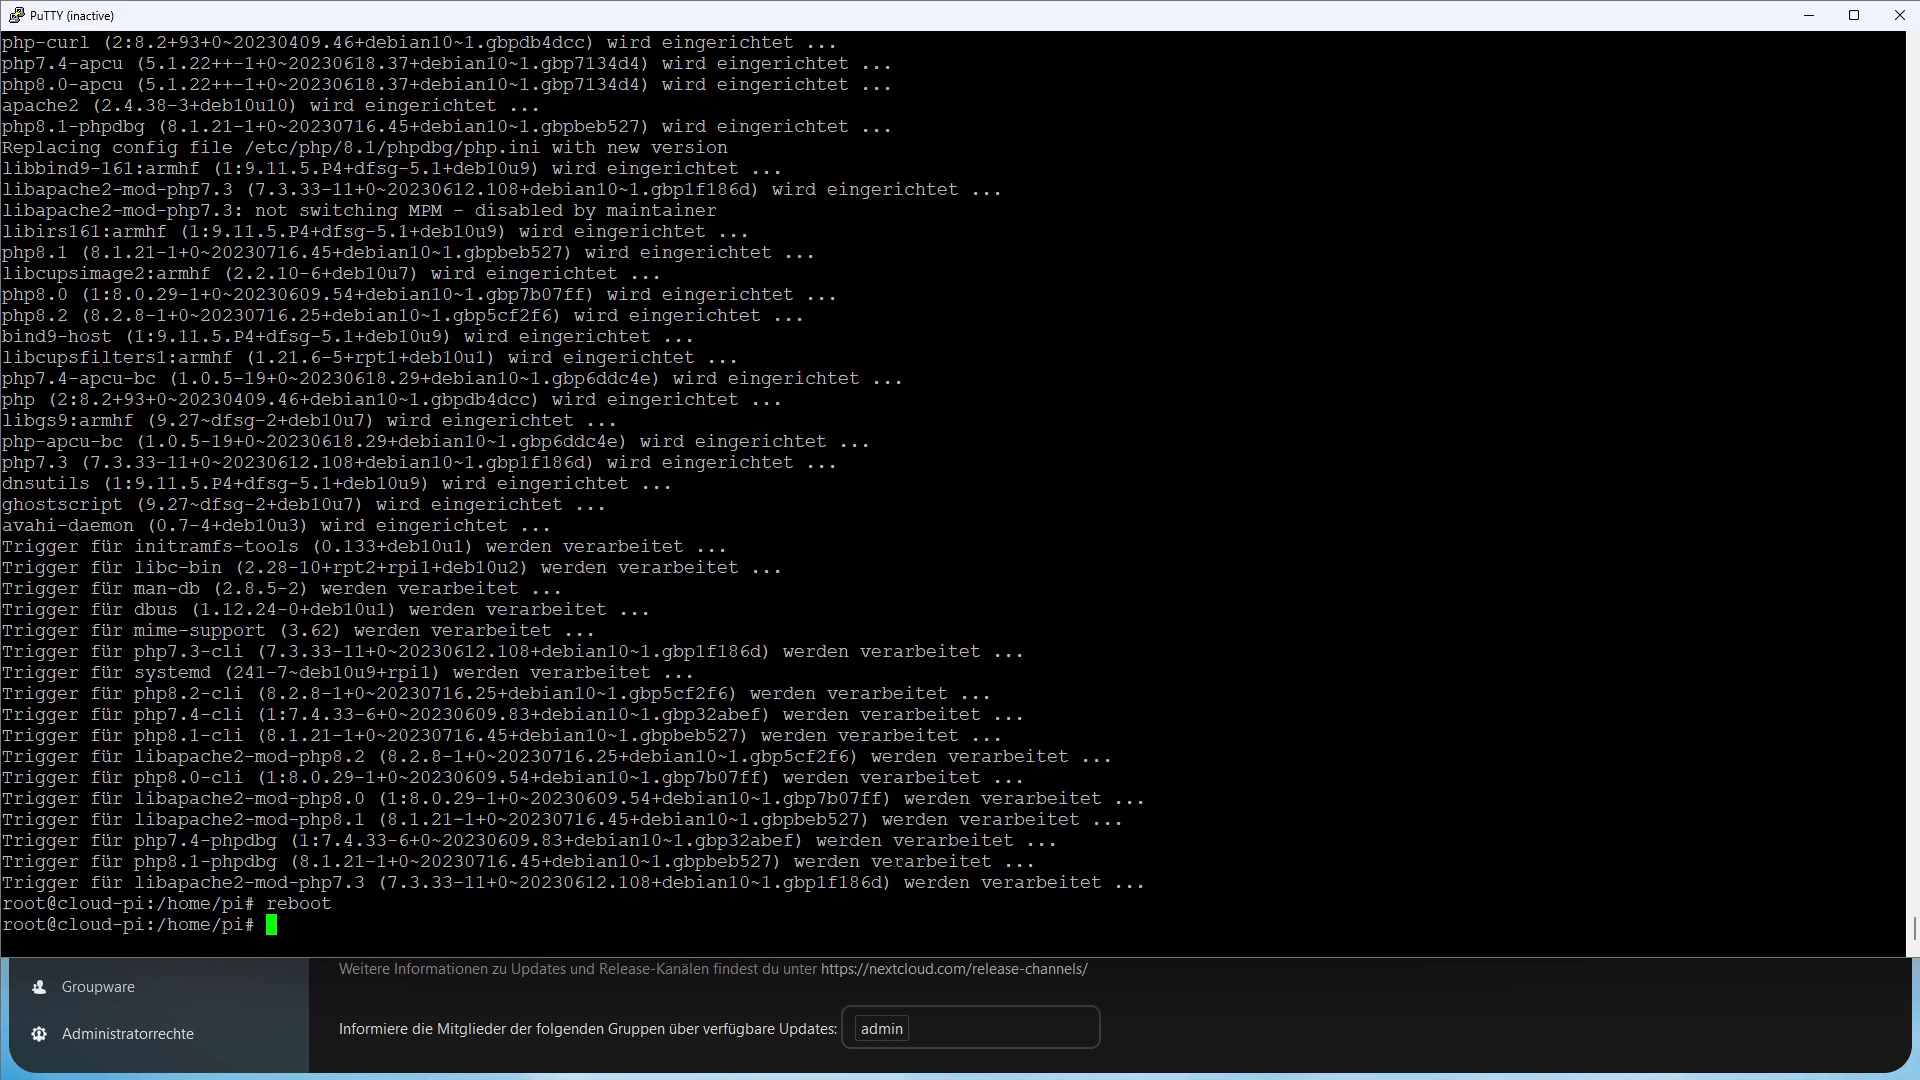 PuTTY (inactive)
php-curl (2:8.2+93+0~20230409.46+debian10~1.gbpdb4dcc) wird eingerichtet ...
php7.4-apcu (5.1.22++-1+0~20230618.37+debian10~1.gbp7134d4) wird eingerichtet ...
php8.0-apcu (5.1.22++-1+0~20230618.37+debian10~1.gbp7134d4) wird eingerichtet ...
apache2 (2.4.38-3+deb10u10) wird eingerichtet ...
php8.1-phpdbg (8.1.21-1+0~20230716.45+debian10~1.gbpbeb527) wird eingerichtet ...
Replacing config file /etc/php/8.1/phpdbg/php.ini with new version
libbind9-161:armhf (1:9.11.5.P4+dfsg-5.1+deb10u9) wird eingerichtet ...
libapache2-mod-php7.3 (7.3.33-11+0~20230612.108+debian10~1.gbp1f186d) wird eingerichtet ...
libapache2-mod-php7.3: not switching MPM - disabled by maintainer
libirs161:armhf (1:9.11.5.P4+dfsg-5.1+deb10u9) wird eingerichtet ...
php8.1 (8.1.21-1+0~20230716.45+debian10~1.gbpbeb527) wird eingerichtet ...
libcupsimage2:armhf (2.2.10-6+deb10u7) wird eingerichtet ...
php8.0 (1:8.0.29-1+0~20230609.54+debian10~1.gbp7b07ff) wird eingerichtet ...
php8.2 (8.2.8-1+0~20230716.25+debian10~1.gbp5cf2f6) wird eingerichtet ...
bind9-host (1:9.11.5.P4+dfsg-5.1+deb10u9) wird eingerichtet ...
libcupsfilters1:armhf (1.21.6-5+rpt1+deb10u1) wird eingerichtet ...
php7.4-apcu-bc (1.0.5-19+0~20230618.29+debian10~1.gbp6ddc4e) wird eingerichtet ...
php (2:8.2+93+0~20230409.46+debian10~1.gbpdb4dcc) wird eingerichtet ...
libgs9:armhf (9.27~dfsg-2+deb10u7) wird eingerichtet ...
php-apcu-bc (1.0.5-19+0~20230618.29+debian10~1.gbp6ddc4e) wird eingerichtet ...
php7.3 (7.3.33-11+0~20230612.108+debian10~1.gbp1f186d) wird eingerichtet ...
dnsutils (1:9.11.5.P4+dfsg-5.1+deb10u9) wird eingerichtet ...
ghostscript (9.27~dfsg-2+deb10u7) wird eingerichtet ...
avahi-daemon (0.7-4+deb10u3) wird eingerichtet ...
Trigger für initramfs-tools (0.133+deb10u1) werden verarbeitet ...
Trigger für libc-bin (2.28-10+rpt2+rpi1+deb10u2) werden verarbeitet ...
Trigger für man-db (2.8.5-2) werden verarbeitet ...
Trigger für dbus (1.12.24-0+deb10u1) werden verarbeitet ...
Trigger für mime-support (3.62) werden verarbeitet ...
Trigger für php7.3-cli (7.3.33-11+0~20230612.108+debian10~1.gbp1f186d) werden verarbeitet ...
Trigger für systemd (241-7~deb10u9+rpi1) werden verarbeitet ...
Trigger für php8.2-cli (8.2.8-1+0~20230716.25+debian10~1.gbp5cf2f6) werden verarbeitet ...
Trigger für php7.4-cli (1:7.4.33-6+0~20230609.83+debian10~1.gbp32abef) werden verarbeitet ...
Trigger für php8.1-cli (8.1.21-1+0~20230716.45+debian10~1.gbpbeb527) werden verarbeitet ...
Trigger für libapache2-mod-php8.2 (8.2.8-1+0~20230716.25+debian10~1.gbp5cf2f6) werden verarbeitet ...
Trigger für php8.0-cli (1:8.0.29-1+0~20230609.54+debian10~1.gbp7b07ff) werden verarbeitet ...
Trigger für libapache2-mod-php8.0 (1:8.0.29-1+0~20230609.54+debian10~1.gbp7b07ff) werden verarbeitet ...
Trigger für libapache2-mod-php8.1 (8.1.21-1+0~20230716.45+debian10~1.gbpbeb527) werden verarbeitet ...
Trigger für php7.4-phpdbg (1:7.4.33-6+0~20230609.83+debian10~1.gbp32abef) werden verarbeitet ...
Trigger für php8.1-phpdbg (8.1.21-1+0~20230716.45+debian10~1.gbpbeb527) werden verarbeitet ...
Trigger für libapache2-mod-php7.3 (7.3.33-11+0~20230612.108+debian10~1.gbp1f186d) werden verarbeitet ...
root@cloud-pi:/home/pi# reboot
root@cloud-pi:/home/pi#
Weitere Informationen zu Updates und Release-Kanälen findest du unter https://nextcloud.com/release-channels/
Groupware
Informiere die Mitglieder der folgenden Gruppen über verfügbare Updates: admin
Administratorrechte